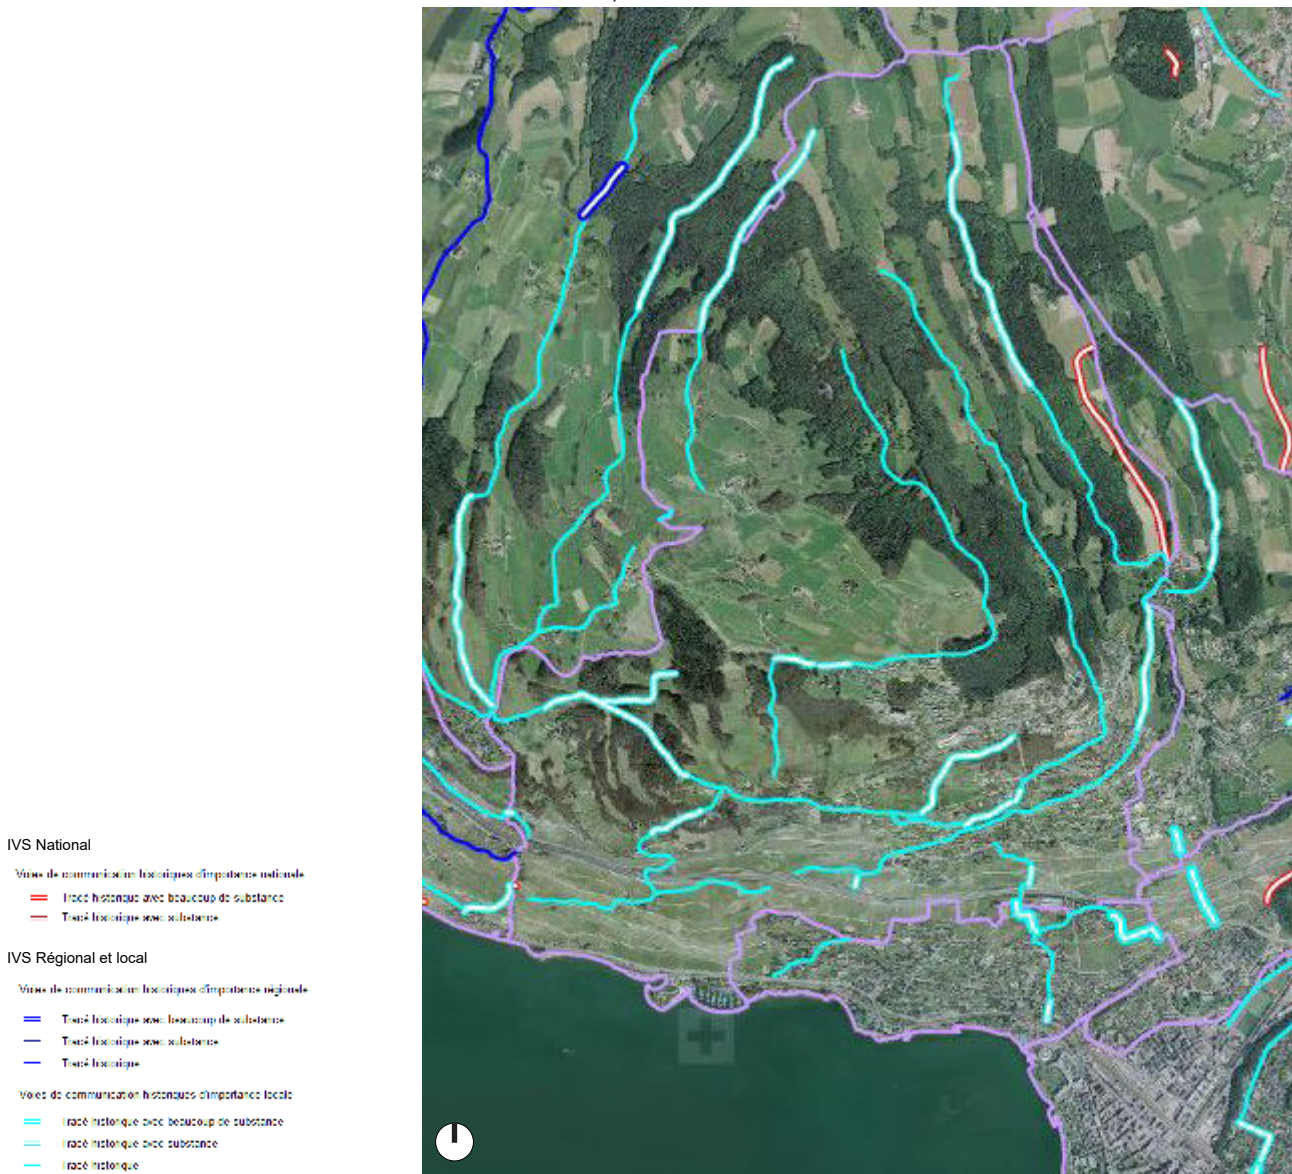 IVS National
Voies de communication historiques d'importance nationale
Tracé historique avec beaucoup de substance
Tracé historique avec substance
IVS Régional et local
Voies de communication historiques d'importance régionale
Tracé historique avec beaucoup de substance
Tracé historique avec substance
Tracé historique
Voies de communication historiques d'importance locale
Tracé historique avec beaucoup de substance
Tracé historique avec substance
Tracé historique